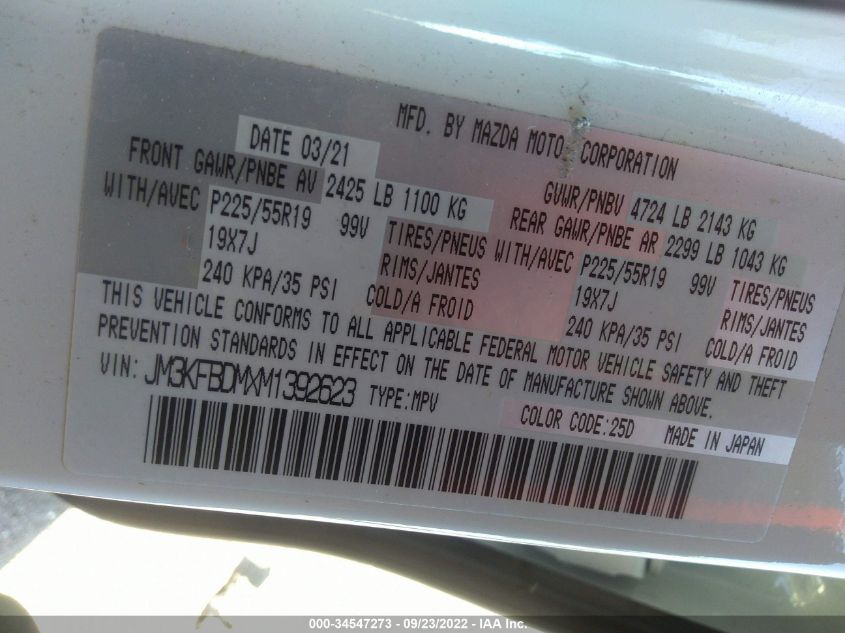 MFD. BY MAZDA MOTOR CORPORATION
DATE 03/21
GVWR/PNBV 4724 LB 2143 KG
FRONT GAWR/PNBE AV 2425 LB 1100 KG
REAR GAWR/PNBE AR 2299 LB 1043 KG
WITH/AVEC P225/55R19 99V TIRES/PNEUS WITH/AVEC P225/55R19 99V TIRES/PNEUS
19X7J RIMS/JANTES 19X7J RIMS/JANTES
240 KPA/35 PSI COLD/A FROID 240 KPA/35 PSI COLD/A FROID
THIS VEHICLE CONFORMS TO ALL APPLICABLE FEDERAL MOTOR VEHICLE SAFETY AND THEFT
PREVENTION STANDARDS IN EFFECT ON THE DATE OF MANUFACTURE SHOWN ABOVE.
VIN: JM3KFBDMXM1392623 TYPE:MPV
COLOR CODE:25D MADE IN JAPAN
000-34547273 - 09/23/2022 - IAA Inc.